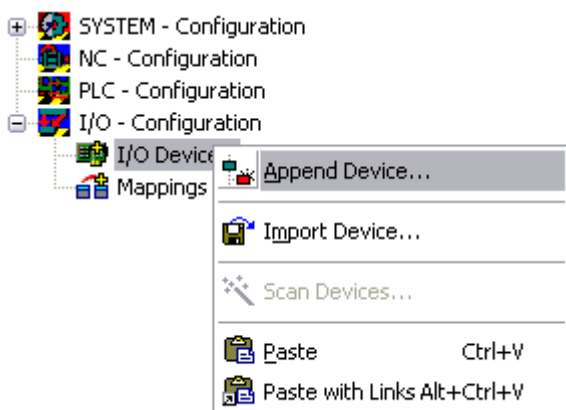 SYSTEM - Configuration
NC - Configuration
PLC - Configuration
I/O - Configuration
I/O Device
Append Device...
Mappings
Import Device...
Scan Devices...
Paste Ctrl+V
Paste with Links Alt+Ctrl+V